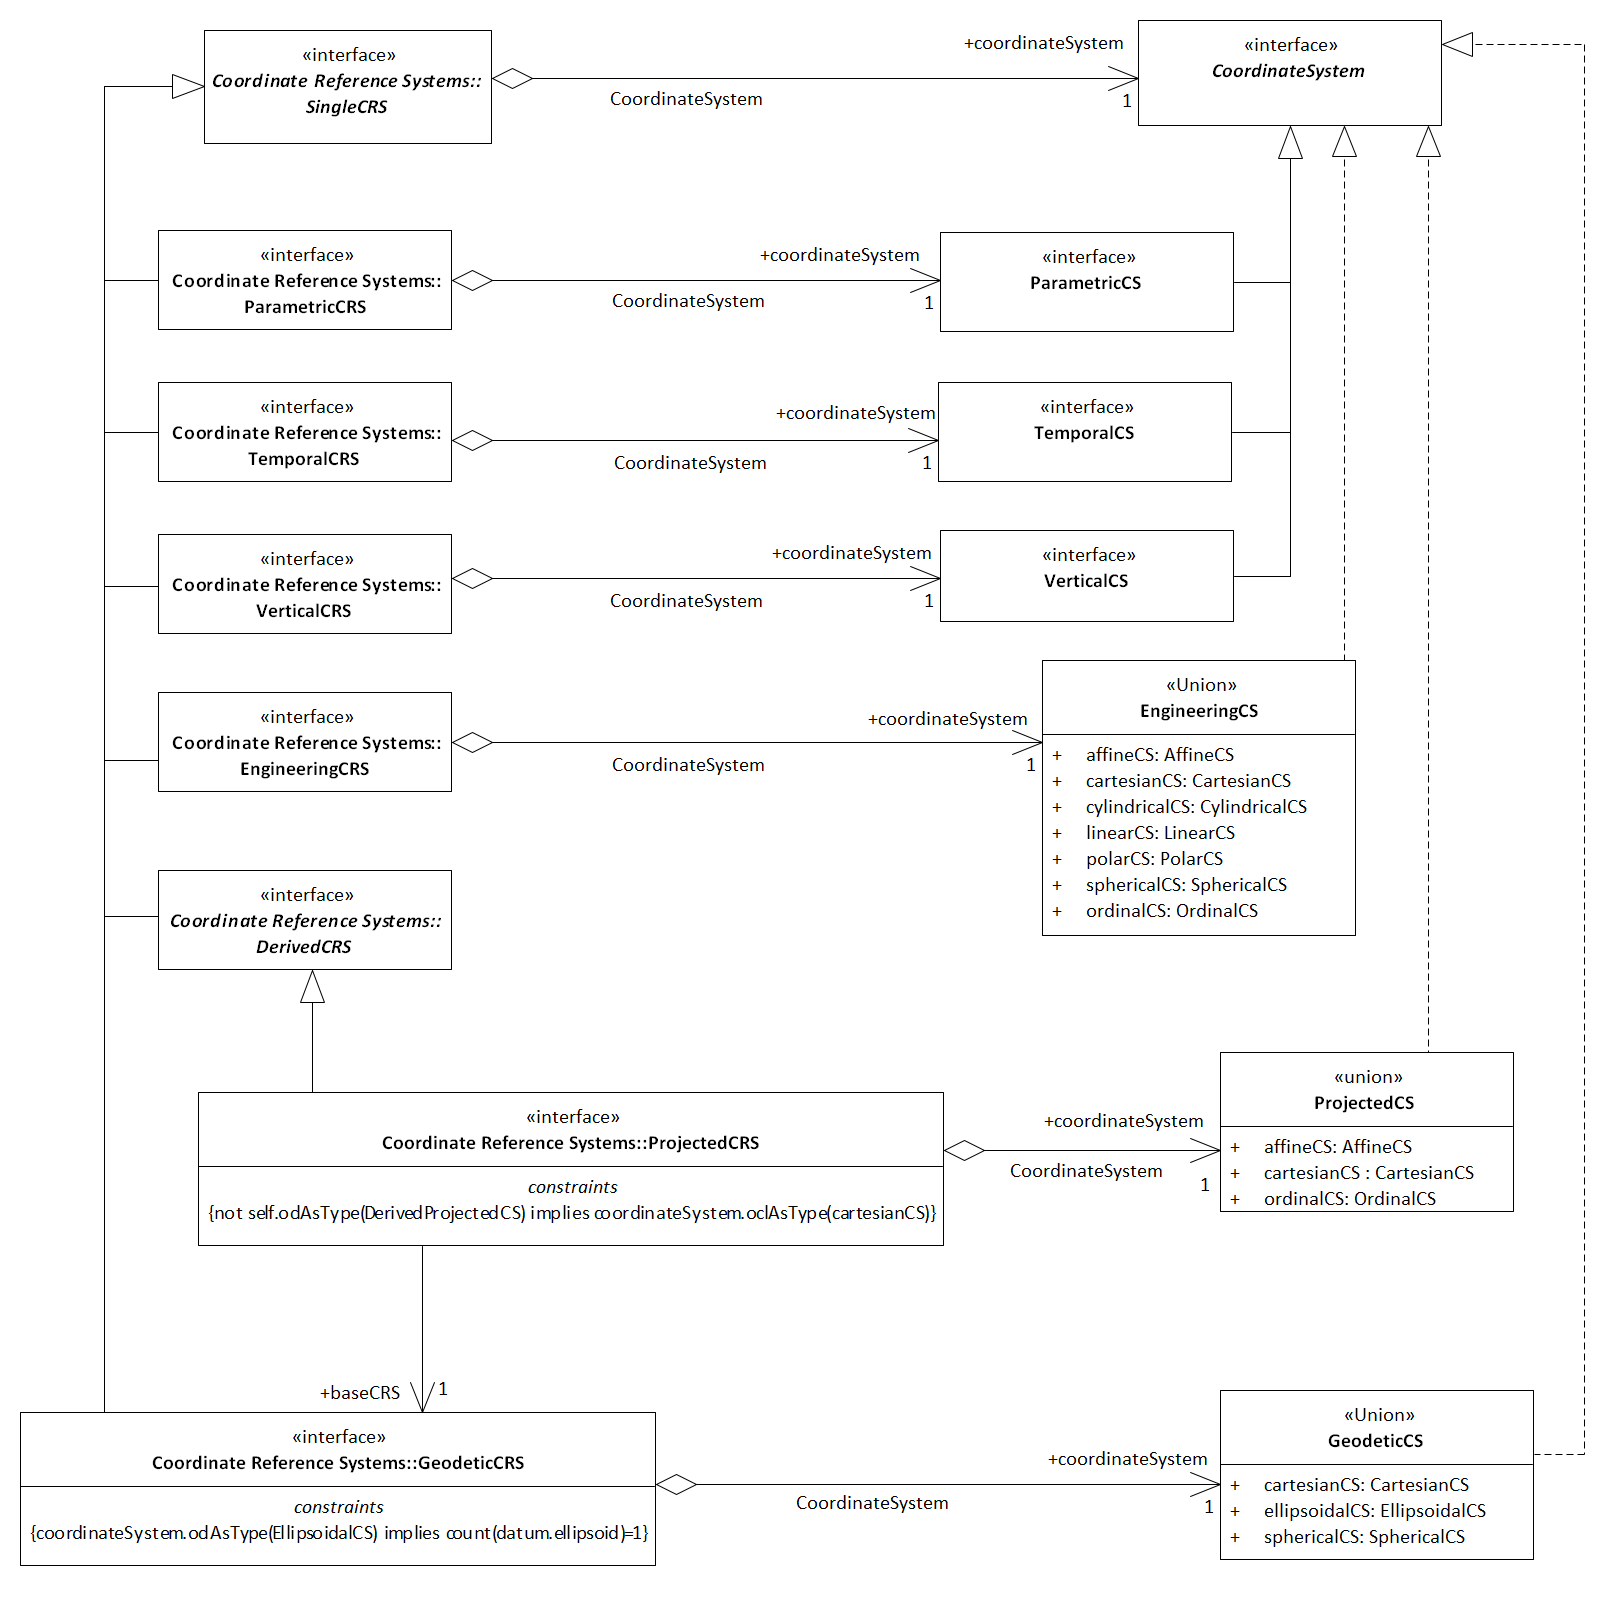 «interface»
Coordinate Reference Systems::
SingleCRS
+coordinateSystem
CoordinateSystem
1
«interface»
CoordinateSystem
«interface»
Coordinate Reference Systems::
ParametricCRS
+coordinateSystem
CoordinateSystem
1
«interface»
ParametricCS
«interface»
Coordinate Reference Systems::
TemporalCRS
+coordinateSystem
CoordinateSystem
1
«interface»
TemporalCS
«interface»
Coordinate Reference Systems::
VerticalCRS
+coordinateSystem
CoordinateSystem
1
«interface»
VerticalCS
«interface»
Coordinate Reference Systems::
EngineeringCRS
+coordinateSystem
CoordinateSystem
1
«Union»
EngineeringCS
+ affineCS: AffineCS
+ cartesianCS: CartesianCS
+ cylindricalCS: CylindricalCS
+ linearCS: LinearCS
+ polarCS: PolarCS
+ sphericalCS: SphericalCS
+ ordinalCS: OrdinalCS
«interface»
Coordinate Reference Systems::
DerivedCRS
«interface»
Coordinate Reference Systems::ProjectedCRS
constraints
{not self.odAsType(DerivedProjectedCS) implies coordinateSystem.oclAsType(cartesianCS)}
+coordinateSystem
CoordinateSystem
1
«union»
ProjectedCS
+ affineCS: AffineCS
+ cartesianCS : CartesianCS
+ ordinalCS: OrdinalCS
+baseCRS
1
«interface»
Coordinate Reference Systems::GeodeticCRS
constraints
{coordinateSystem.odAsType(EllipsoidalCS) implies count(datum.ellipsoid)=1}
+coordinateSystem
CoordinateSystem
1
«Union»
GeodeticCS
+ cartesianCS: CartesianCS
+ ellipsoidalCS: EllipsoidalCS
+ sphericalCS: SphericalCS